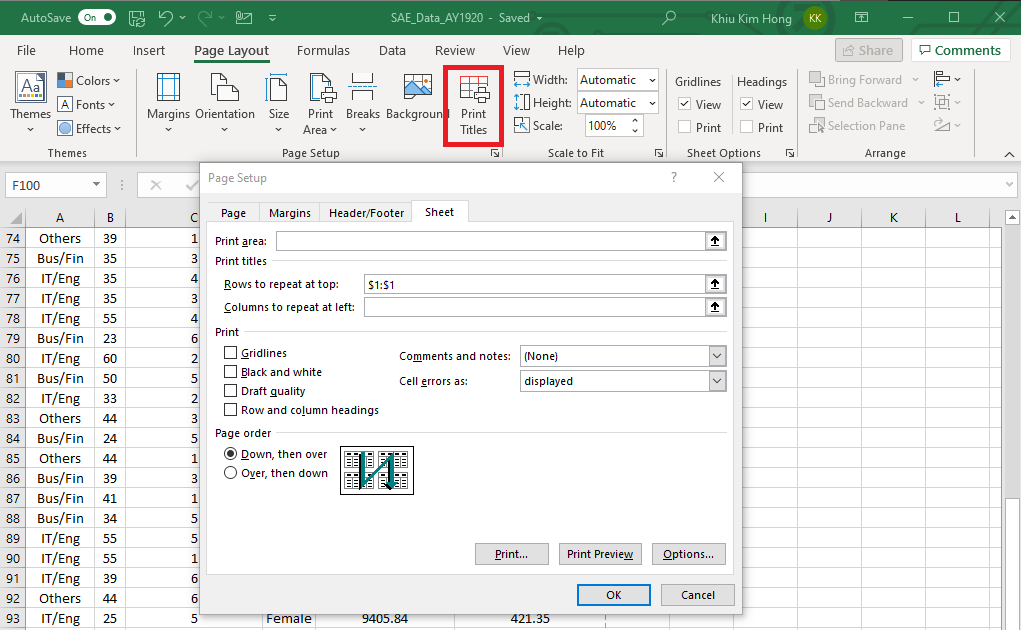 AutoSave On SAE_Data_AY1920 - Saved Khiu Kim Hong KK
File Home Insert Page Layout Formulas Data Review View Help Share Comments
Themes Colors Fonts Effects
Margins Orientation Size Print Area Breaks Background Print Titles
Width: Automatic
Height: Automatic
Scale: 100%
Gridlines Headings
View View
Print Print
Bring Forward
Send Backward
Selection Pane
Themes Page Setup Scale to Fit Sheet Options Arrange
F100
A B C I J K L
74 Others 39 1
75 Bus/Fin 35 3
76 IT/Eng 35 4
77 IT/Eng 35 3
78 IT/Eng 55 4
79 Bus/Fin 23 6
80 IT/Eng 60 2
81 Bus/Fin 50 5
82 IT/Eng 33 2
83 Others 44 3
84 Bus/Fin 24 5
85 Others 44 1
86 Bus/Fin 39 3
87 Bus/Fin 41 1
88 Bus/Fin 34 5
89 IT/Eng 55 5
90 IT/Eng 55 1
91 IT/Eng 39 6
92 Others 44 6
93 IT/Eng 25 5 Female 9405.84 421.35
Page Setup ?
Page Margins Header/Footer Sheet
Print area:
Print titles
Rows to repeat at top: $1:$1
Columns to repeat at left:
Print
Gridlines
Black and white
Draft quality
Row and column headings
Comments and notes: (None)
Cell errors as: displayed
Page order
Down, then over
Over, then down
Print... Print Preview Options...
OK Cancel